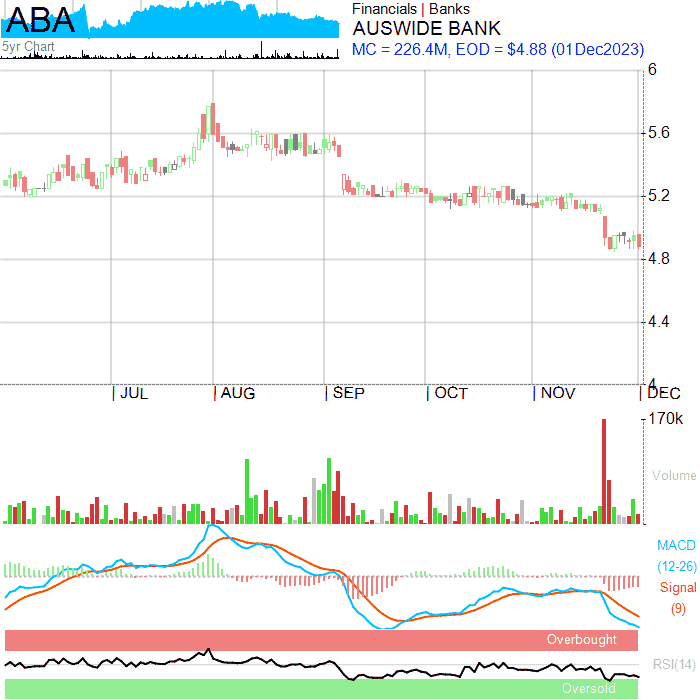 ABA
Financials | Banks
AUSWIDE BANK
5yr Chart
MC = 226.4M, EOD = $4.88 (01Dec2023)
6
5.6
5.2
4.8
4.4
4
JUL AUG SEP OCT NOV DEC
170k
Volume
MACD
(12-26)
Signal
(9)
Overbought
RSI(14)
Oversold